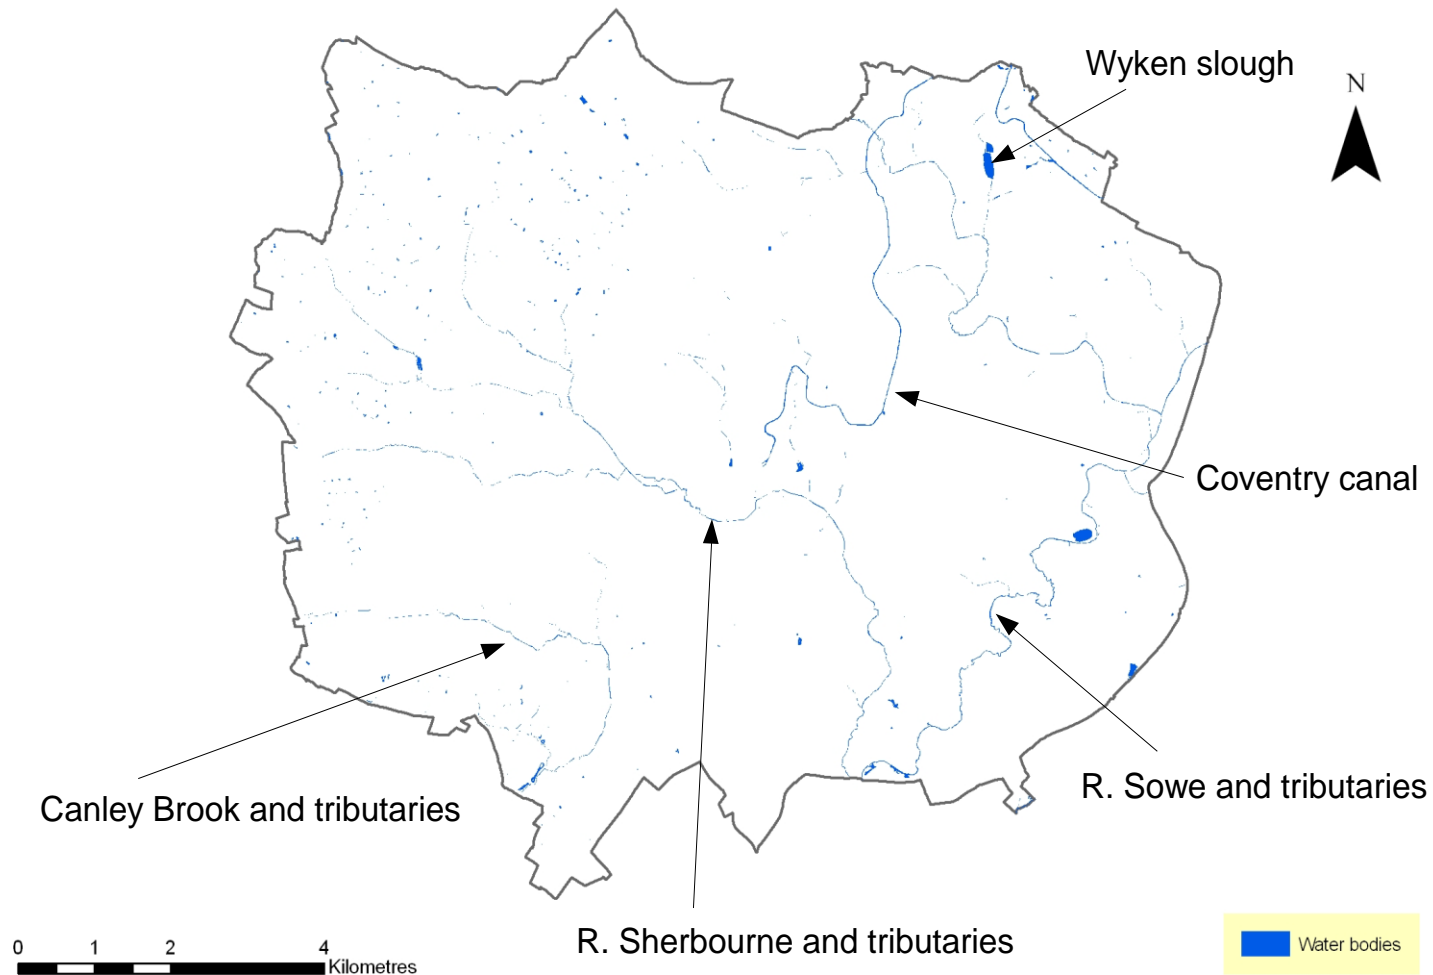 Wyken slough
N
Coventry canal
R. Sowe and tributaries
Canley Brook and tributaries
R. Sherbourne and tributaries
0 1 2 4
Kilometres
Water bodies